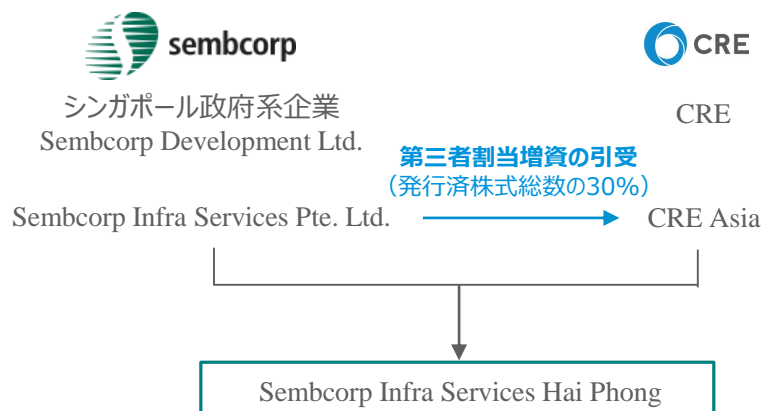 sembcorp
CRE
シンガポール政府系企業
Sembcorp Development Ltd.
CRE
第三者割当増資の引受
（発行済株式総数の30%）
Sembcorp Infra Services Pte. Ltd.
CRE Asia
Sembcorp Infra Services Hai Phong